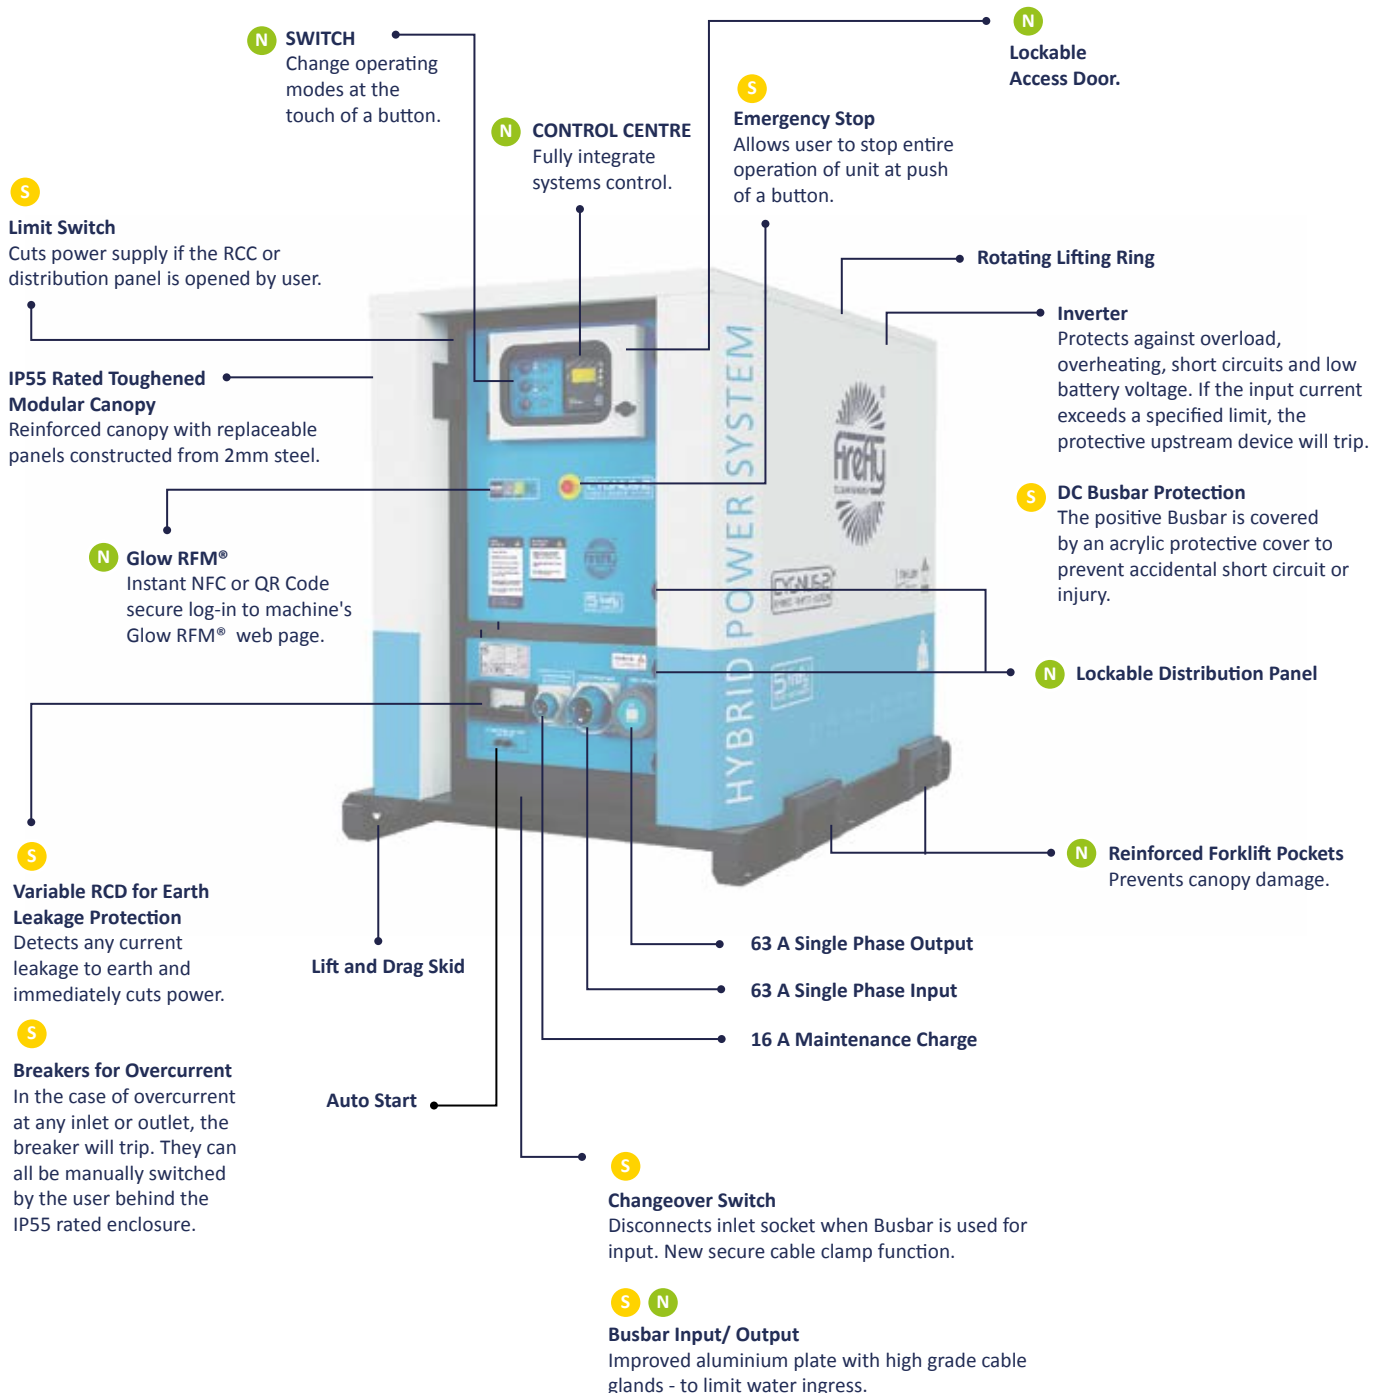 N
SWITCH
Change operating
modes at the
touch of a button.
N
Lockable
Access Door.
S
Emergency Stop
Allows user to stop entire
operation of unit at push
of a button.
N
CONTROL CENTRE
Fully integrate
systems control.
S
Limit Switch
Cuts power supply if the RCC or
distribution panel is opened by user.
Rotating Lifting Ring
Inverter
Protects against overload,
overheating, short circuits and low
battery voltage. If the input current
exceeds a specified limit, the
protective upstream device will trip.
IP55 Rated Toughened
Modular Canopy
Reinforced canopy with replaceable
panels constructed from 2mm steel.
S
DC Busbar Protection
The positive Busbar is covered
by an acrylic protective cover to
prevent accidental short circuit or
injury.
N
Glow RFM®
Instant NFC or QR Code
secure log-in to machine's
Glow RFM® web page.
HYBRID POWER SYSTEM
FIREFLY
®
CYGNUS2
N
Lockable Distribution Panel
N
Reinforced Forklift Pockets
Prevents canopy damage.
S
Variable RCD for Earth
Leakage Protection
Detects any current
leakage to earth and
immediately cuts power.
Lift and Drag Skid
63 A Single Phase Output
63 A Single Phase Input
16 A Maintenance Charge
S
Breakers for Overcurrent
In the case of overcurrent
at any inlet or outlet, the
breaker will trip. They can
all be manually switched
by the user behind the
IP55 rated enclosure.
Auto Start
S
Changeover Switch
Disconnects inlet socket when Busbar is used for
input. New secure cable clamp function.
S N
Busbar Input/ Output
Improved aluminium plate with high grade cable
glands - to limit water ingress.